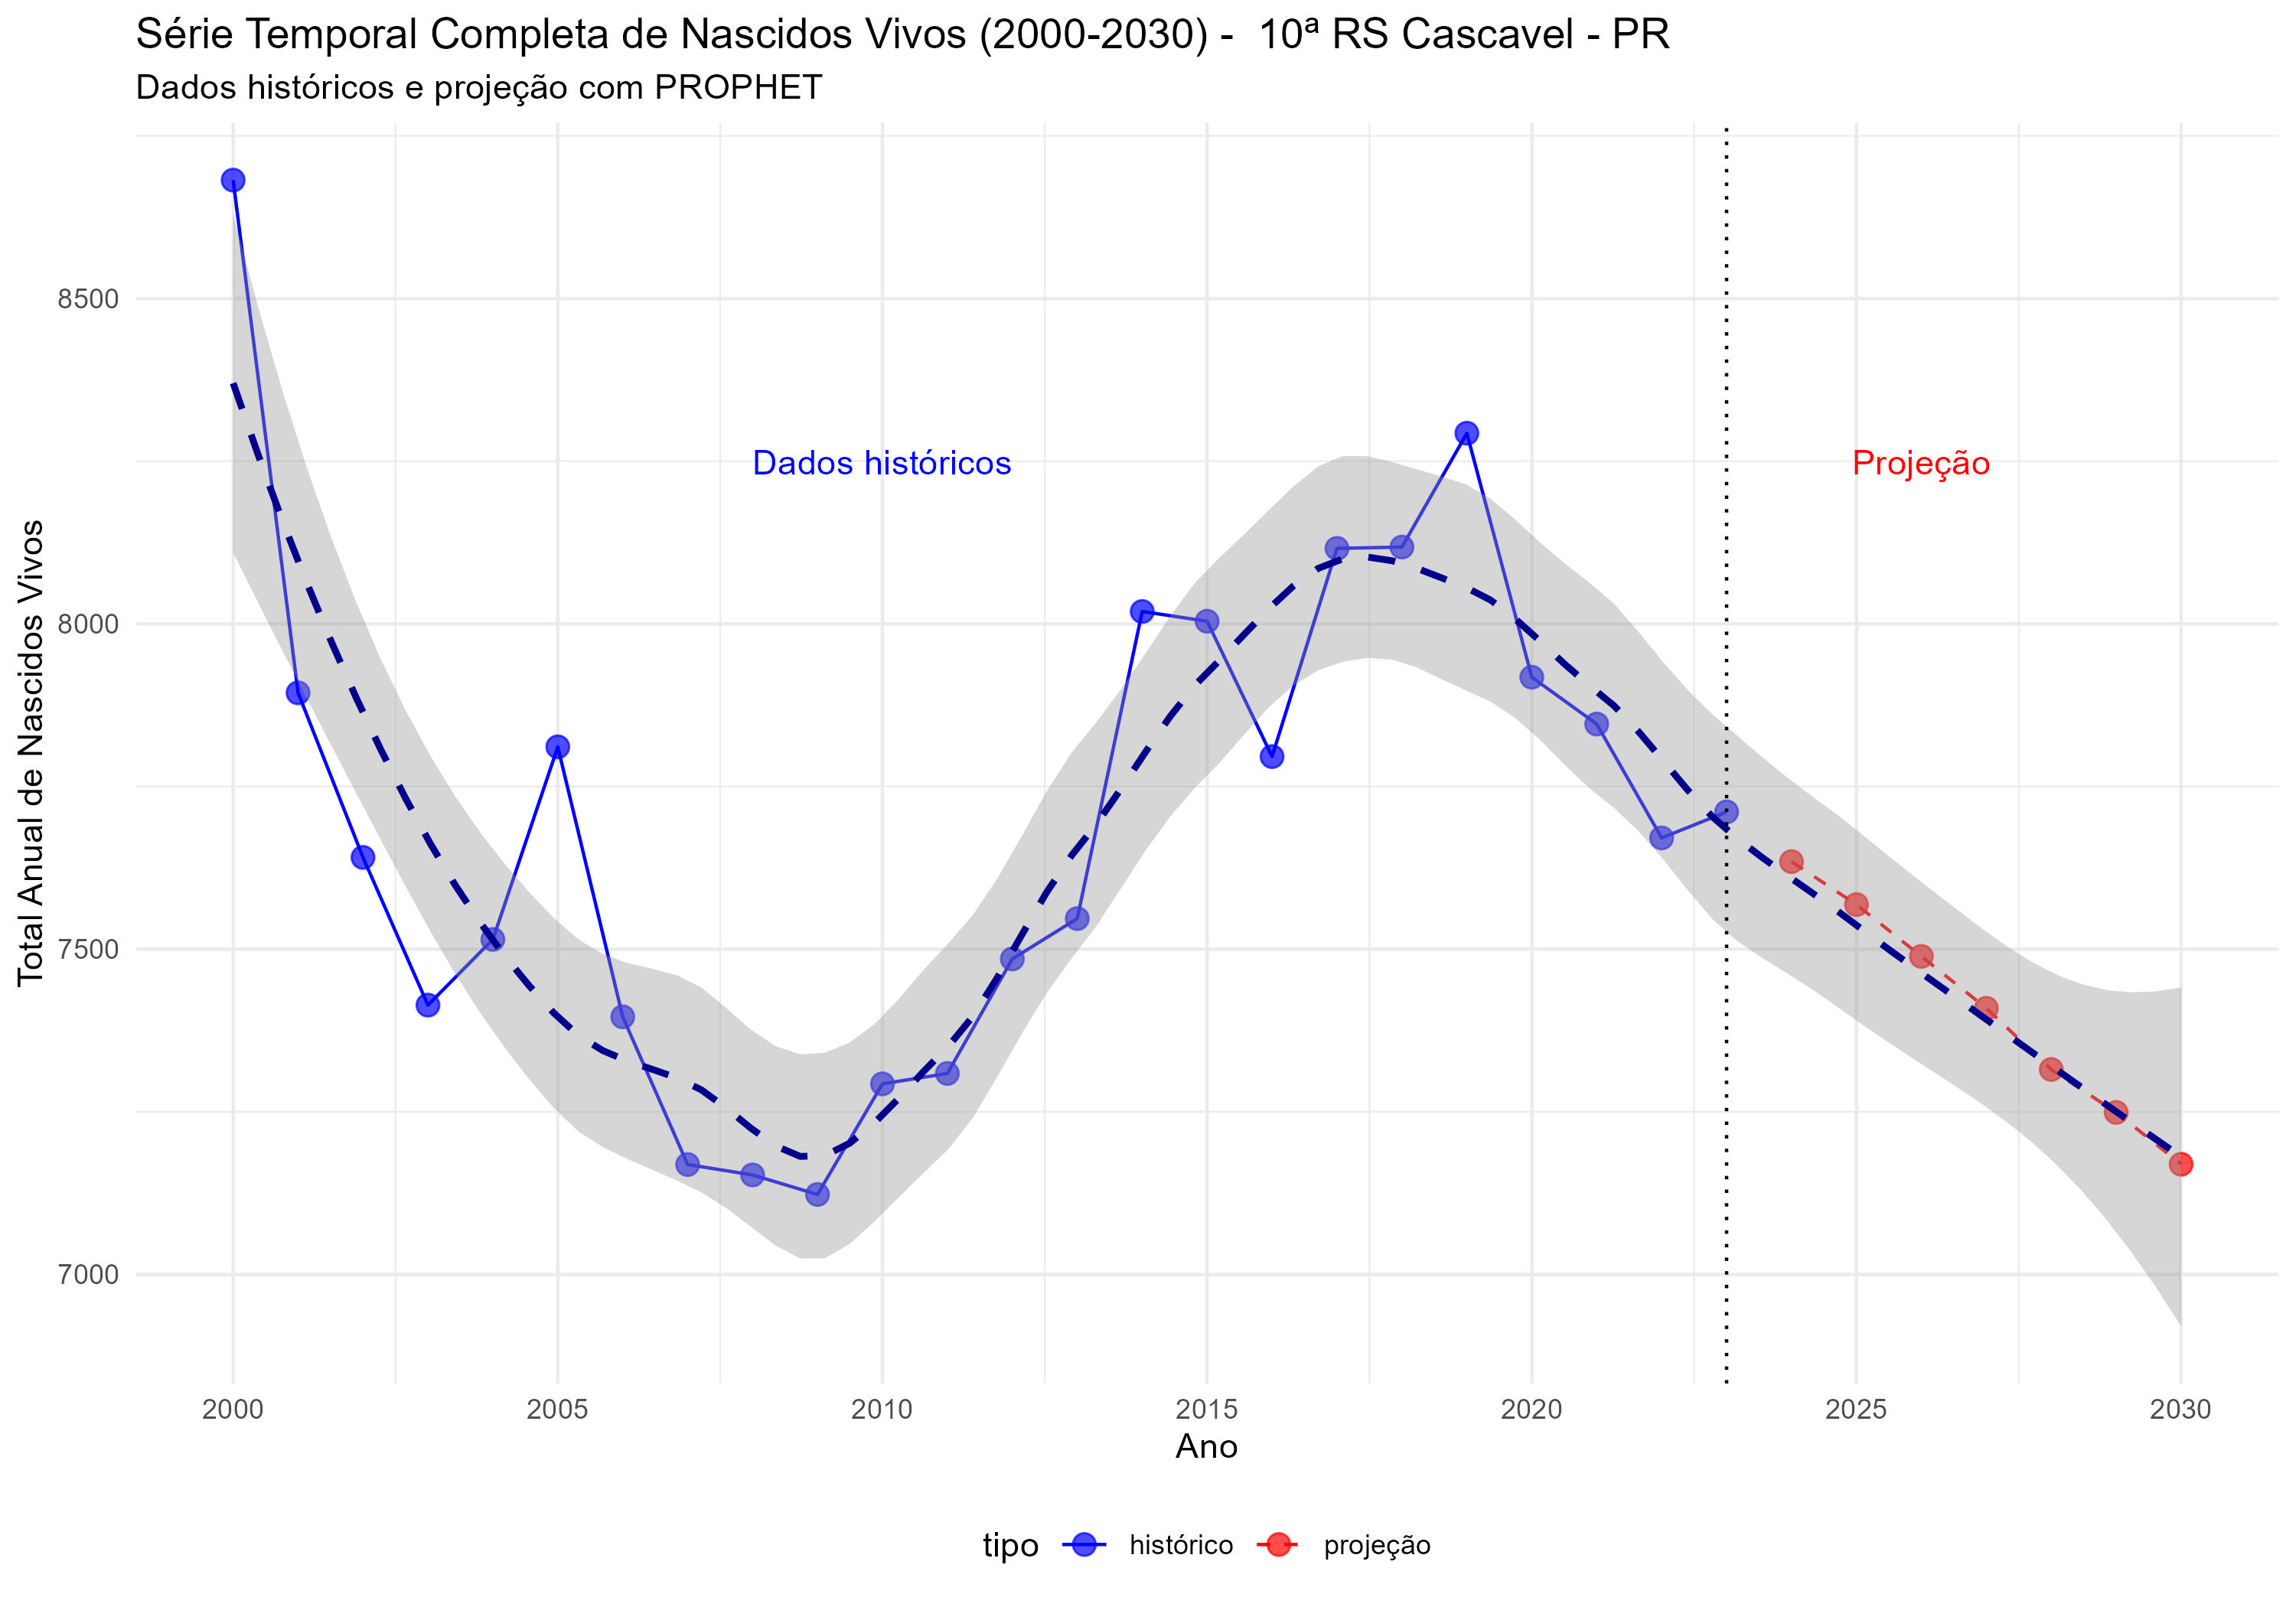 Série Temporal Completa de Nascidos Vivos (2000-2030) -  10ª RS Cascavel - PR
Dados históricos e projeção com PROPHET
Total Anual de Nascidos Vivos
8500
8000
7500
7000
Dados históricos
Projeção
2000 2005 2010 2015 2020 2025 2030
Ano
tipo histórico projeção